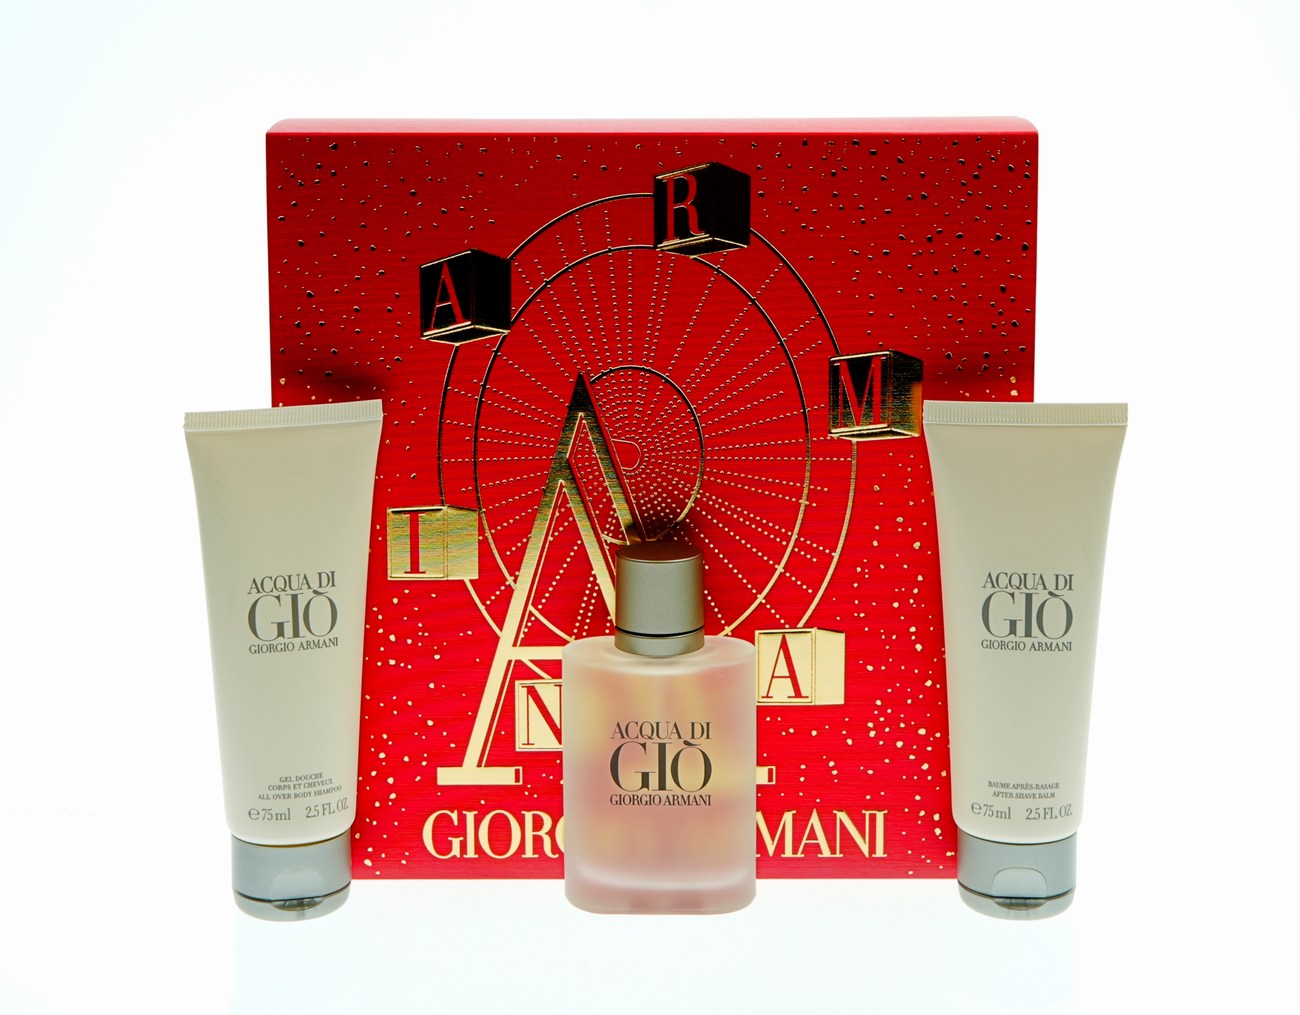 R
A
M
I
A
N
GIORG
MANI
ACQUA DI
GIÒ
GIORGIO ARMANI
GEL DOUCHE
CORPS ET CHEVEUX
ALL OVER BODY SHAMPOO
℮75ml 2.5 FL.OZ.
ACQUA DI
GIÒ
GIORGIO ARMANI
ACQUA DI
GIÒ
GIORGIO ARMANI
BAUME APRÈS-RASAGE
AFTER SHAVE BALM
℮75ml 2.5 FL.OZ.